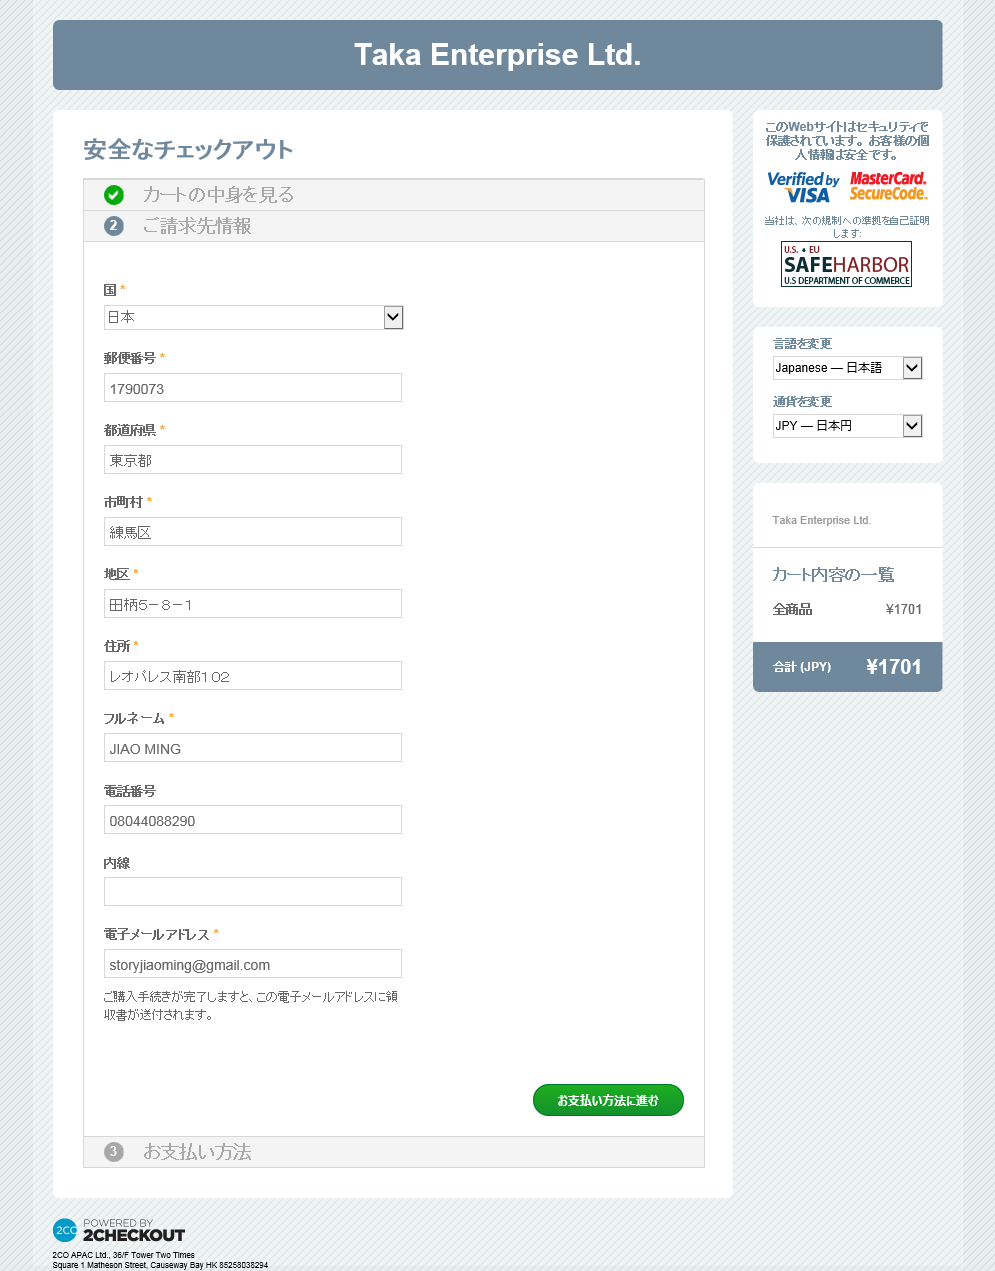 Taka Enterprise Ltd.
安全なチェックアウト
カートの中身を見る
2 ご請求先情報
国 *
日本
郵便番号 *
1790073
都道府県 *
東京都
市町村 *
練馬区
地区 *
田柄５－８－１
住所 *
レオパレス南部１０２
フルネーム *
JIAO MING
電話番号
08044088290
内線
電子メールアドレス *
storyjiaoming@gmail.com
ご購入手続きが完了しますと、この電子メールアドレスに領
収書が送付されます。
お支払い方法に進む
3 お支払い方法
このWebサイトはセキュリティで
保護されています。お客様の個
人情報は安全です。
Verified by VISA MasterCard. SecureCode.
当社は、次の規制への準拠を自己証明
します:
U.S. ♦ EU
SAFEHARBOR
U.S DEPARTMENT OF COMMERCE
言語を変更
Japanese — 日本語
通貨を変更
JPY — 日本円
Taka Enterprise Ltd.
カート内容の一覧
全商品 ¥1701
合計 (JPY) ¥1701
2CO POWERED BY
2CHECKOUT
2CO APAC Ltd., 36/F Tower Two Times
Square 1 Matheson Street, Causeway Bay HK 85258038294